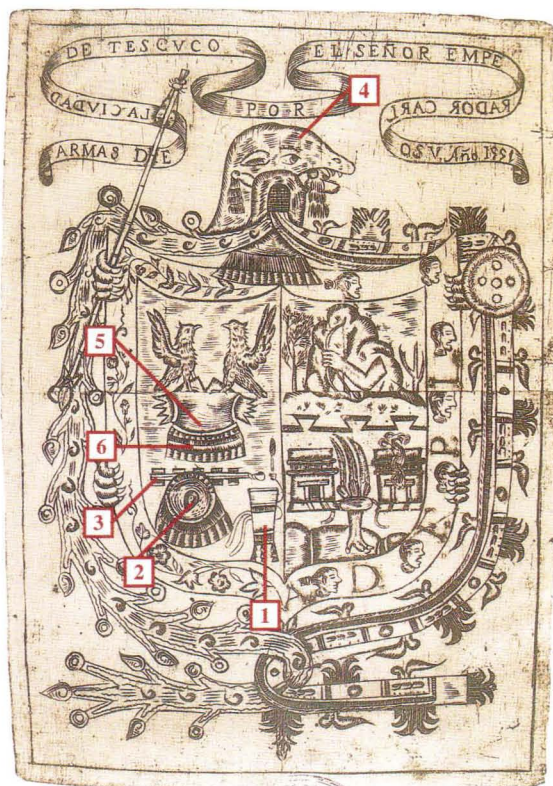 ARMAS DE
LA CIVDAD
DE TESCVCO
POR
EL SEÑOR EMPE
RADOR CARL
OS V, Año 1551
4
5
6
3
2
1
A
D